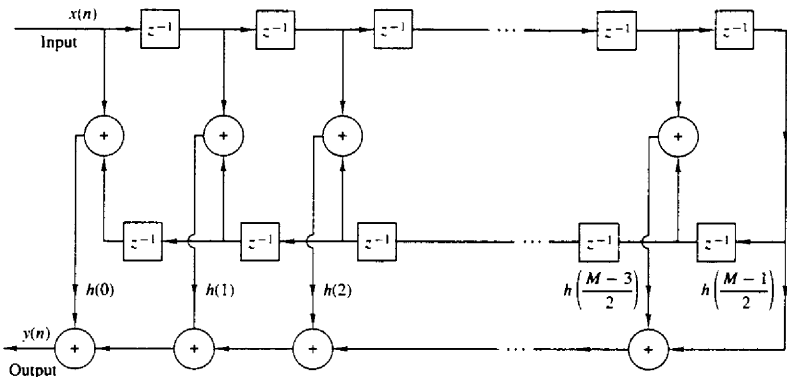 x(n)
Input
z⁻¹ z⁻¹ z⁻¹ ... z⁻¹ z⁻¹
+ + + +
z⁻¹ z⁻¹ z⁻¹ ... z⁻¹ z⁻¹
h(0) h(1) h(2) h((M − 3)/2) h((M − 1)/2)
y(n)
+ + + ... +
Output